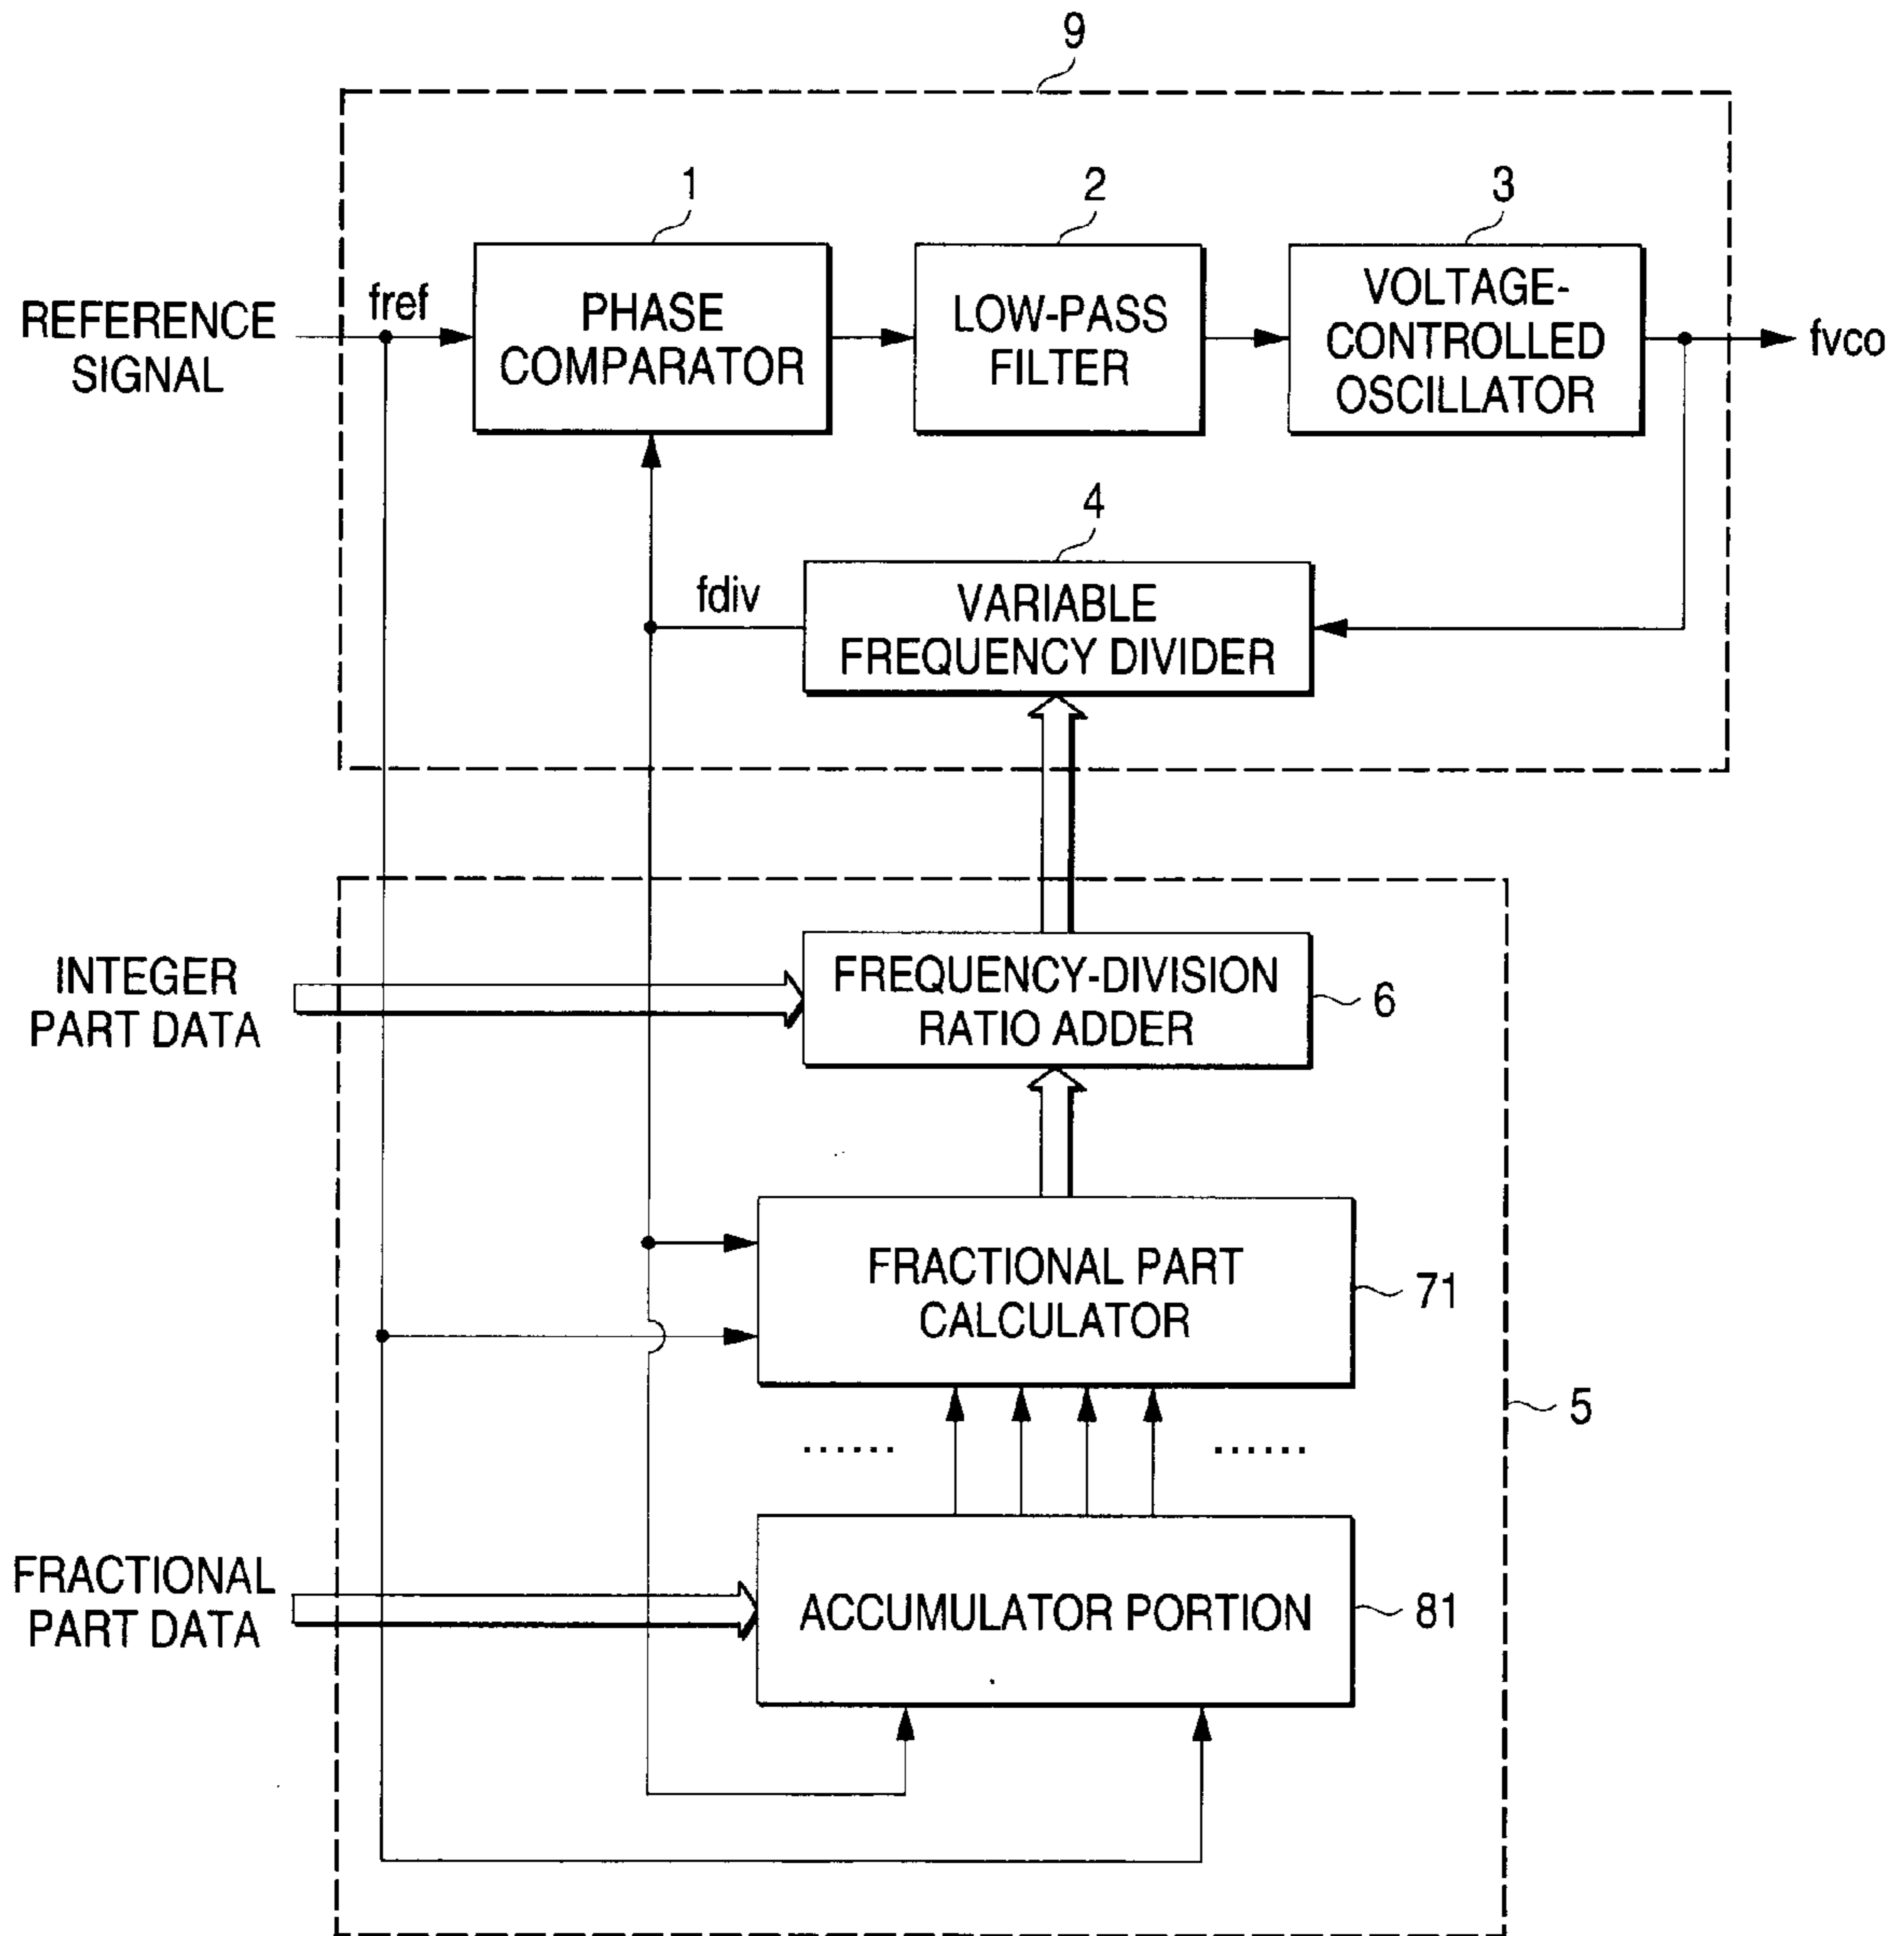 9
1
2
3
REFERENCE
SIGNAL
fref
PHASE
COMPARATOR
LOW-PASS
FILTER
VOLTAGE-
CONTROLLED
OSCILLATOR
fvco
4
fdiv
VARIABLE
FREQUENCY DIVIDER
INTEGER
PART DATA
FREQUENCY-DIVISION
RATIO ADDER
6
FRACTIONAL PART
CALCULATOR
71
5
FRACTIONAL
PART DATA
ACCUMULATOR PORTION
81